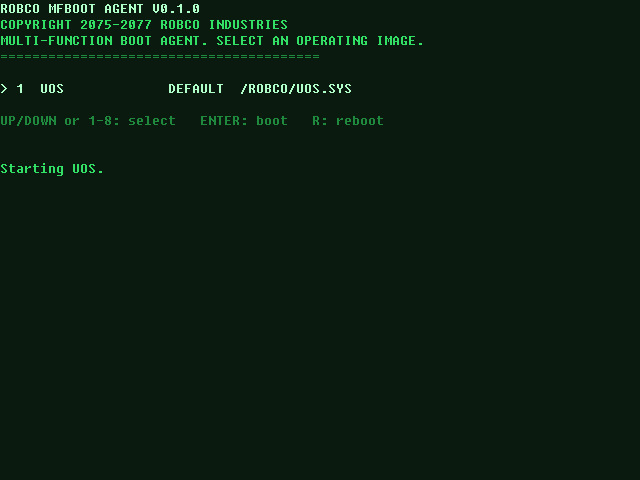 ROBCO MFBOOT AGENT V0.1.0
COPYRIGHT 2075-2077 ROBCO INDUSTRIES
MULTI-FUNCTION BOOT AGENT. SELECT AN OPERATING IMAGE.
========================================
> 1  UOS             DEFAULT  /ROBCO/UOS.SYS
UP/DOWN or 1-8: select   ENTER: boot   R: reboot
Starting UOS.